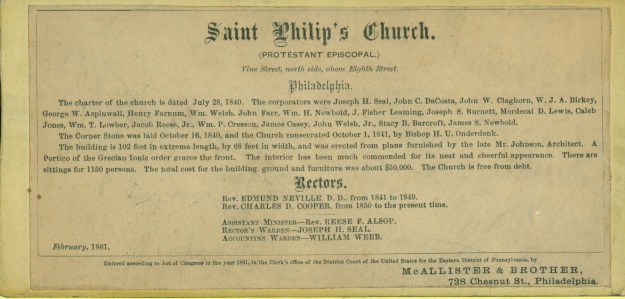 Saint Philip's Church.
(PROTESTANT EPISCOPAL.)
Vine Street, north side, above Eighth Street.
Philadelphia.
The charter of the church is dated July 28, 1840. The corporators were Joseph H. Seal, John C. DaCosta, John W. Claghorn, W. J. A. Birkey,
George W. Aspinwall, Henry Farnum, Wm. Welsh, John Farr, Wm. H. Newbold, J. Fisher Leaming, Joseph S. Burnett, Mordecai D. Lewis, Caleb
Jones, Wm. T. Lowber, Jacob Reese, Jr., Wm. P. Cresson, James Casey, John Welsh, Jr., Stacy B. Barcroft, James S. Newbold.
The Corner Stone was laid October 16, 1840, and the Church consecrated October 1, 1841, by Bishop H. U. Onderdonk.
The building is 102 feet in extreme length, by 68 feet in width, and was erected from plans furnished by the late Mr. Johnson, Architect. A
Portico of the Grecian Ionic order graces the front. The interior has been much commended for its neat and cheerful appearance. There are
sittings for 1150 persons. The total cost for the building ground and furniture was about $50,000. The Church is free from debt.
Rectors.
Rev. EDMUND NEVILLE, D. D., from 1841 to 1849.
Rev. CHARLES D. COOPER, from 1850 to the present time.
ASSISTANT MINISTER—REV. REESE F. ALSOP.
RECTOR'S WARDEN—JOSEPH H. SEAL.
ACCOUNTING WARDEN—WILLIAM WEBB.
February, 1861.
Entered according to Act of Congress in the year 1861, in the Clerk's office of the District Court of the United States for the Eastern District of Pennsylvania, by
McALLISTER & BROTHER,
728 Chesnut St., Philadelphia.